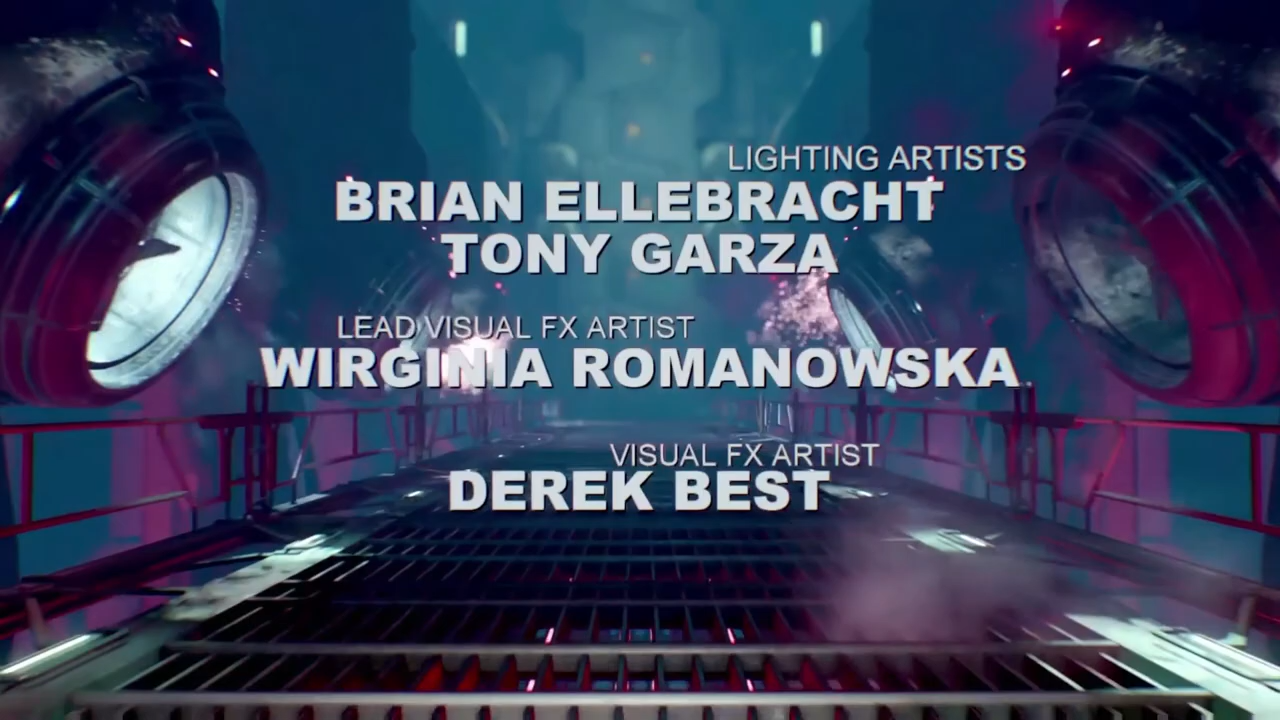 LIGHTING ARTISTS
BRIAN ELLEBRACHT
TONY GARZA
LEAD VISUAL FX ARTIST
WIRGINIA ROMANOWSKA
VISUAL FX ARTIST
DEREK BEST